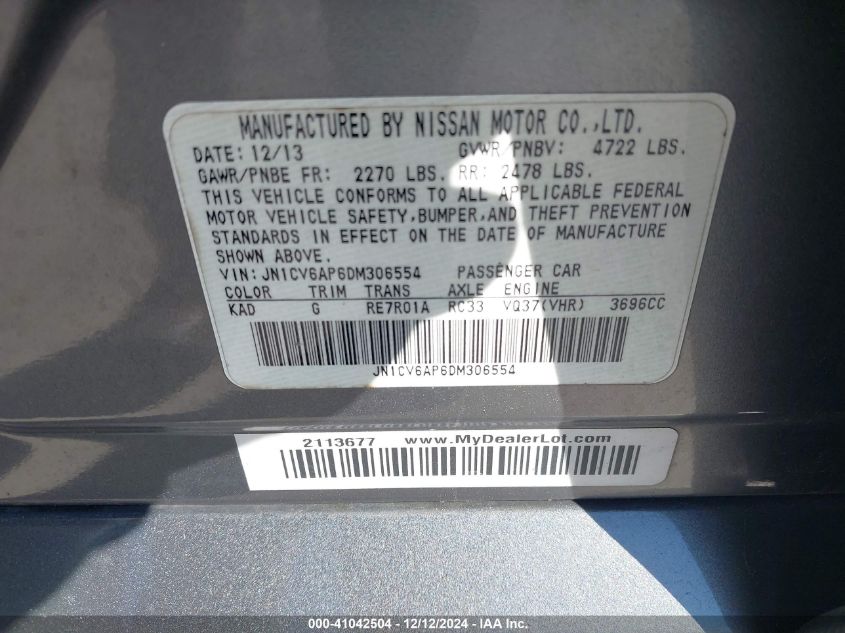 MANUFACTURED BY NISSAN MOTOR CO.,LTD.
DATE: 12/13 GVWR/PNBV: 4722 LBS.
GAWR/PNBE FR: 2270 LBS. RR: 2478 LBS.
THIS VEHICLE CONFORMS TO ALL APPLICABLE FEDERAL
MOTOR VEHICLE SAFETY,BUMPER,AND THEFT PREVENTION
STANDARDS IN EFFECT ON THE DATE OF MANUFACTURE
SHOWN ABOVE.
VIN: JN1CV6AP6DM306554 PASSENGER CAR
COLOR TRIM TRANS AXLE ENGINE
KAD G RE7R01A RC33 VQ37(VHR) 3696CC
JN1CV6AP6DM306554
2113677 www.MyDealerLot.com
000-41042504 - 12/12/2024 - IAA Inc.